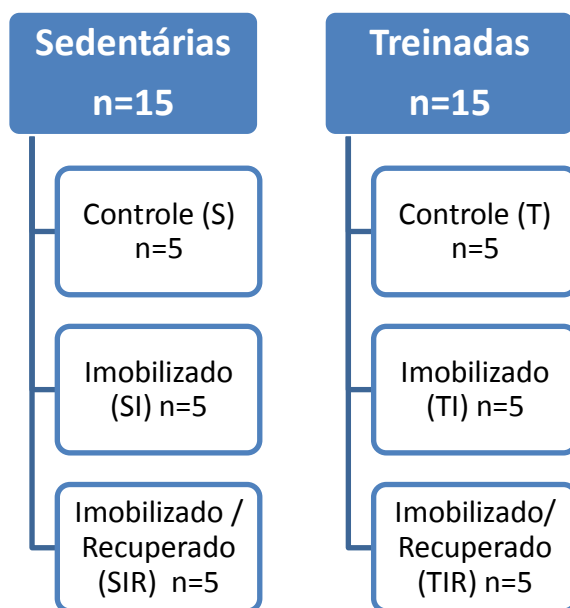 Sedentárias
n=15
Controle (S)
n=5
Imobilizado
(SI) n=5
Imobilizado /
Recuperado
(SIR) n=5
Treinadas
n=15
Controle (T)
n=5
Imobilizado
(TI) n=5
Imobilizado/
Recuperado
(TIR) n=5